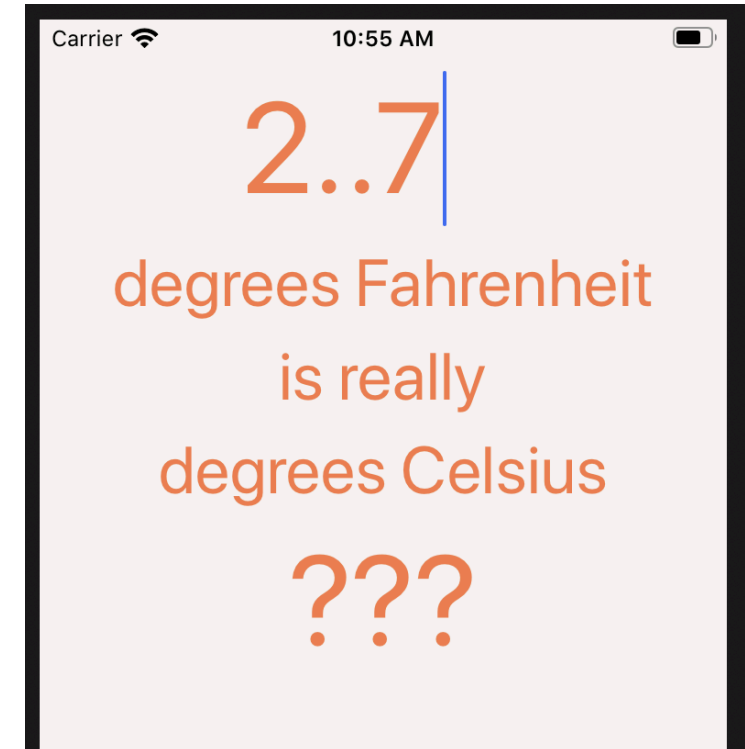 Carrier 10:55 AM
2..7
degrees Fahrenheit
is really
degrees Celsius
???